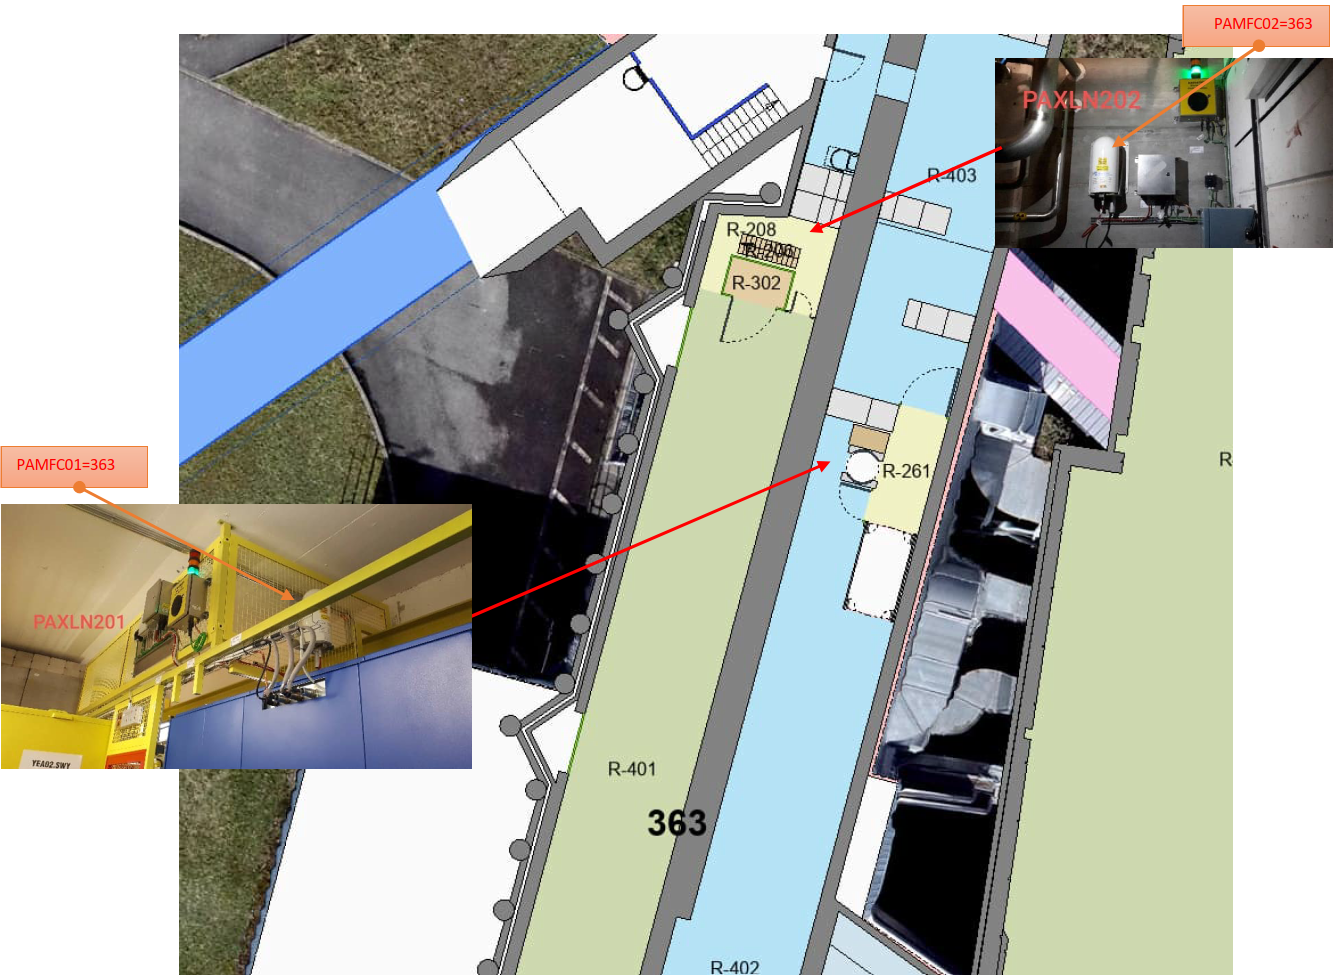 PAMFC02=363
PAXLN202
R-403
R-208
R-302
PAMFC01=363
R-261
R-
PAXLN201
YEA02.SWY
R-401
363
R-402